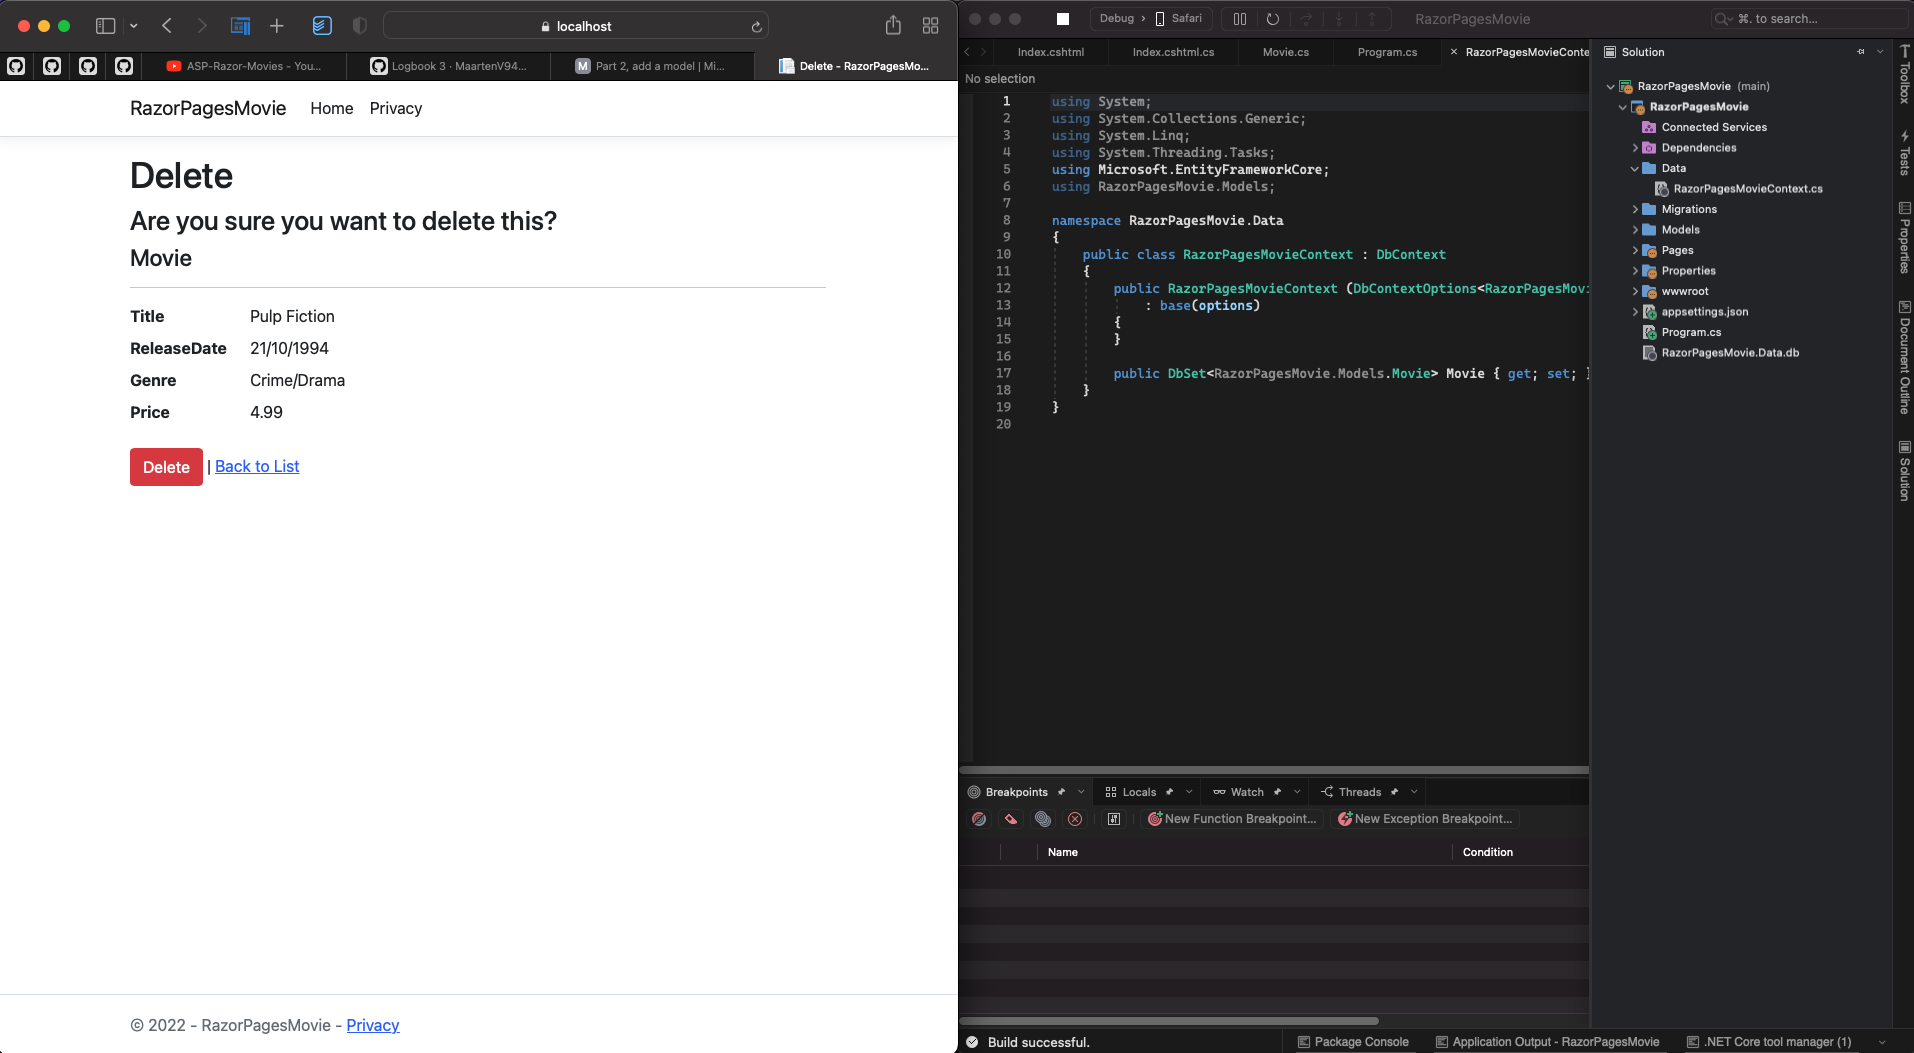 localhost
ASP-Razor-Movies - You...
Logbook 3 · MaartenV94...
Part 2, add a model | Mi...
Delete - RazorPagesMo...
RazorPagesMovie
Home
Privacy
Delete
Are you sure you want to delete this?
Movie
Title Pulp Fiction
ReleaseDate 21/10/1994
Genre Crime/Drama
Price 4.99
Delete | Back to List
© 2022 - RazorPagesMovie - Privacy
Debug › Safari
RazorPagesMovie
⌘. to search...
Index.cshtml
Index.cshtml.cs
Movie.cs
Program.cs
RazorPagesMovieConte
No selection
1 using System;
2 using System.Collections.Generic;
3 using System.Linq;
4 using System.Threading.Tasks;
5 using Microsoft.EntityFrameworkCore;
6 using RazorPagesMovie.Models;
7
8 namespace RazorPagesMovie.Data
9 {
10 public class RazorPagesMovieContext : DbContext
11 {
12 public RazorPagesMovieContext (DbContextOptions<RazorPagesMovi
13 : base(options)
14 {
15 }
16
17 public DbSet<RazorPagesMovie.Models.Movie> Movie { get; set; }
18 }
19 }
20
Breakpoints
Locals
Watch
Threads
New Function Breakpoint...
New Exception Breakpoint...
Name
Condition
Solution
RazorPagesMovie (main)
RazorPagesMovie
Connected Services
Dependencies
Data
RazorPagesMovieContext.cs
Migrations
Models
Pages
Properties
wwwroot
appsettings.json
Program.cs
RazorPagesMovie.Data.db
Toolbox
Tests
Properties
Document Outline
Solution
Build successful.
Package Console
Application Output - RazorPagesMovie
.NET Core tool manager (1)